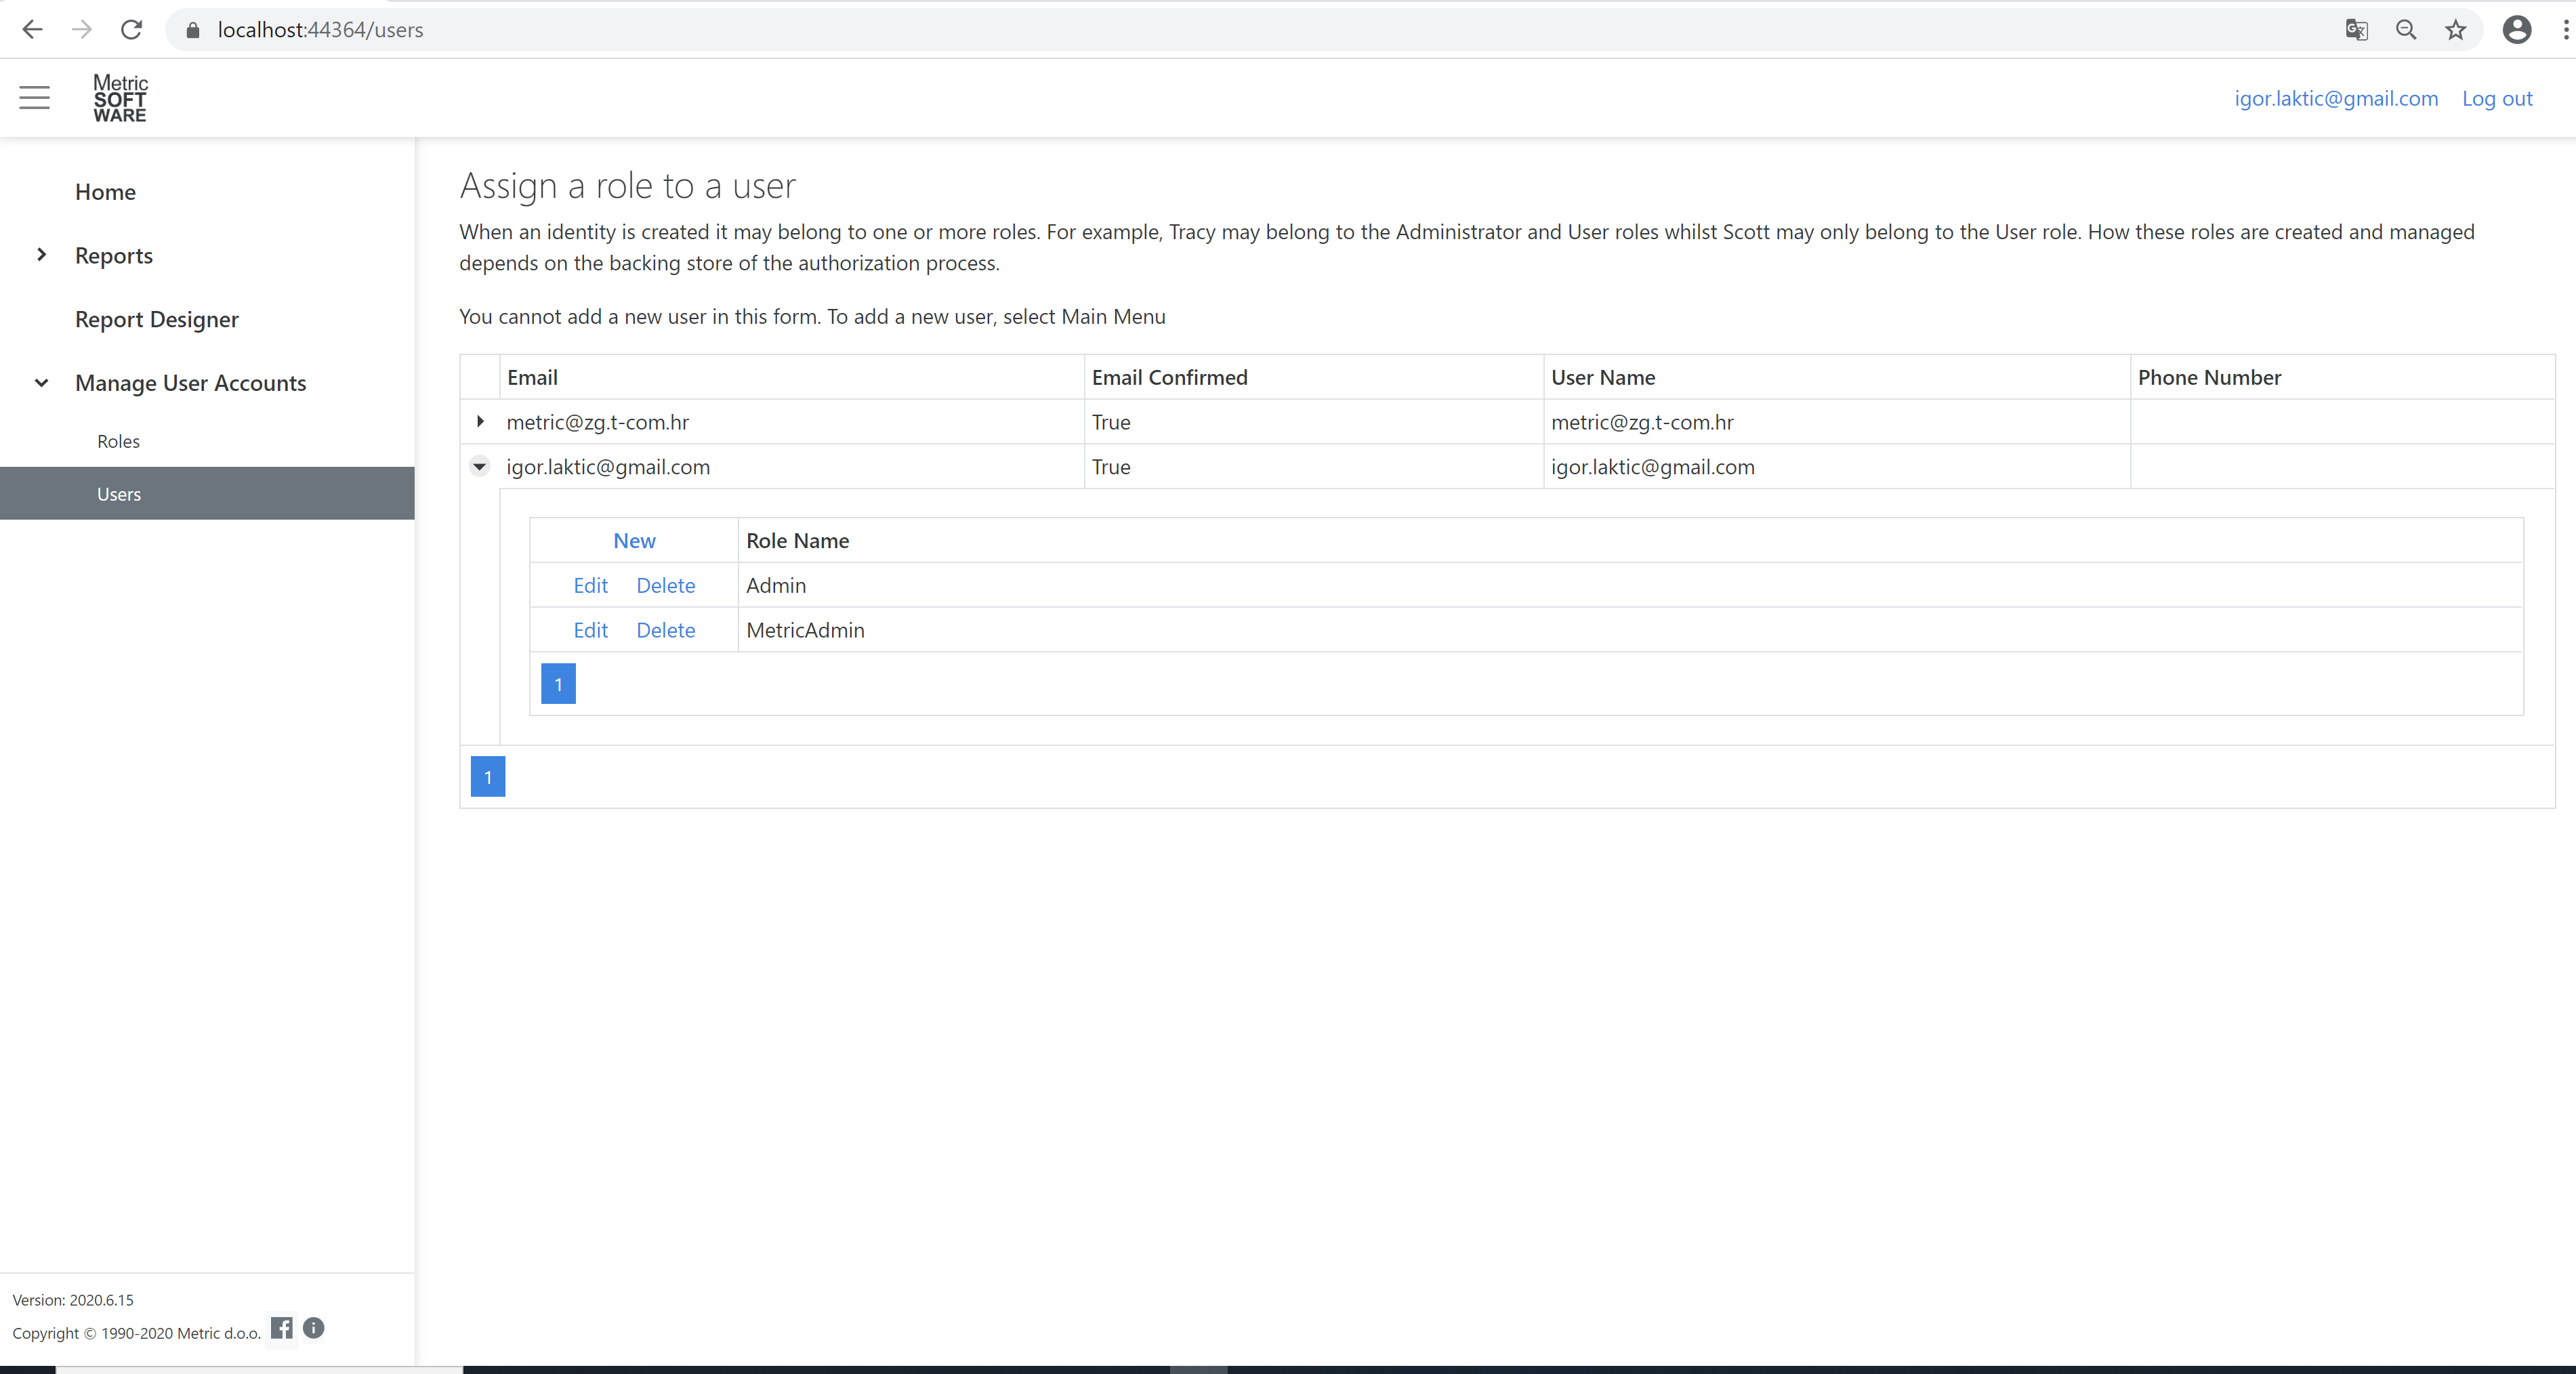 localhost:44364/users
Metric
SOFT
WARE
igor.laktic@gmail.com Log out
Home
Reports
Report Designer
Manage User Accounts
Roles
Users
Assign a role to a user
When an identity is created it may belong to one or more roles. For example, Tracy may belong to the Administrator and User roles whilst Scott may only belong to the User role. How these roles are created and managed
depends on the backing store of the authorization process.
You cannot add a new user in this form. To add a new user, select Main Menu
Email Email Confirmed User Name Phone Number
metric@zg.t-com.hr True metric@zg.t-com.hr
igor.laktic@gmail.com True igor.laktic@gmail.com
New Role Name
Edit Delete Admin
Edit Delete MetricAdmin
1
1
Version: 2020.6.15
Copyright © 1990-2020 Metric d.o.o.